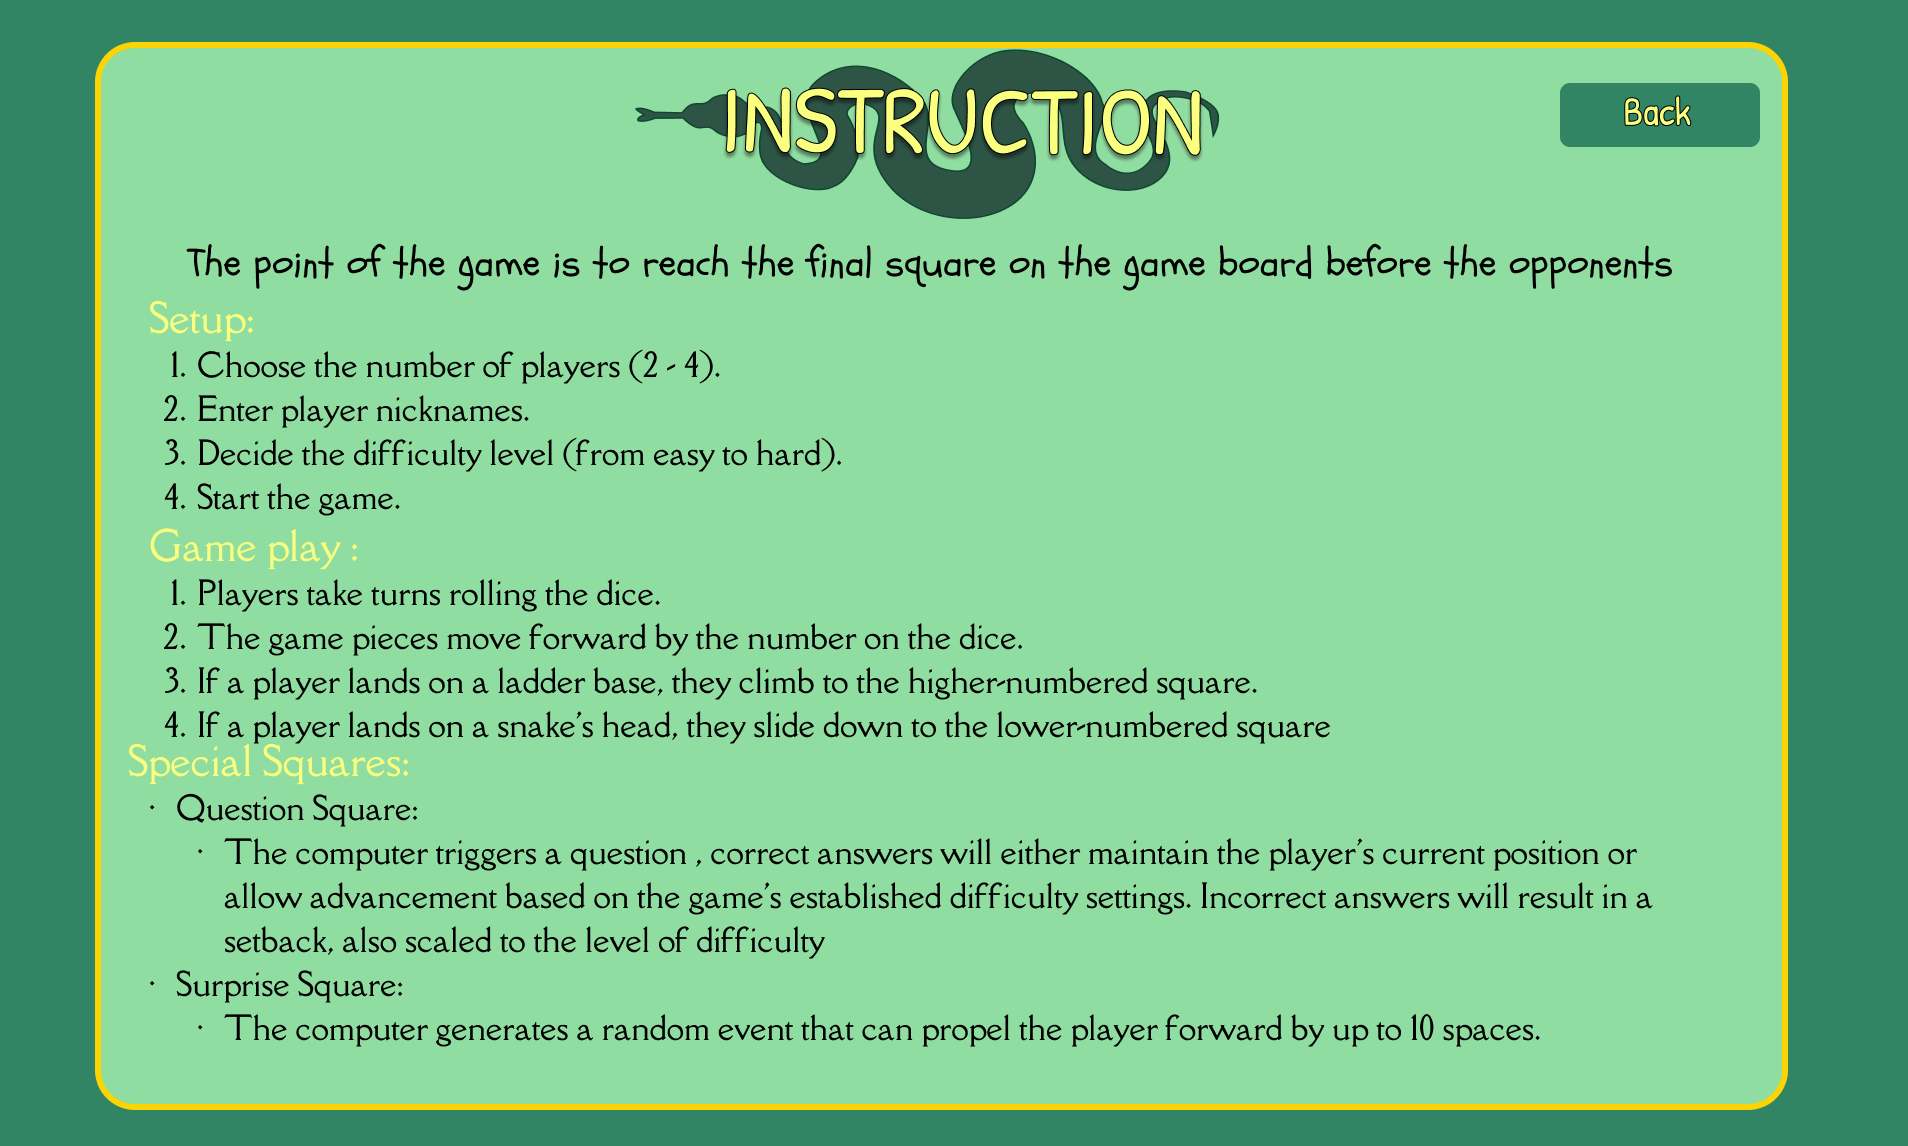 INSTRUCTION
Back
The point of the game is to reach the final square on the game board before the opponents
Setup:
1. Choose the number of players (2 - 4).
2. Enter player nicknames.
3. Decide the difficulty level (from easy to hard).
4. Start the game.
Game play :
1. Players take turns rolling the dice.
2. The game pieces move forward by the number on the dice.
3. If a player lands on a ladder base, they climb to the higher-numbered square.
4. If a player lands on a snake's head, they slide down to the lower-numbered square
Special Squares:
· Question Square:
· The computer triggers a question , correct answers will either maintain the player's current position or
allow advancement based on the game's established difficulty settings. Incorrect answers will result in a
setback, also scaled to the level of difficulty
· Surprise Square:
· The computer generates a random event that can propel the player forward by up to 10 spaces.